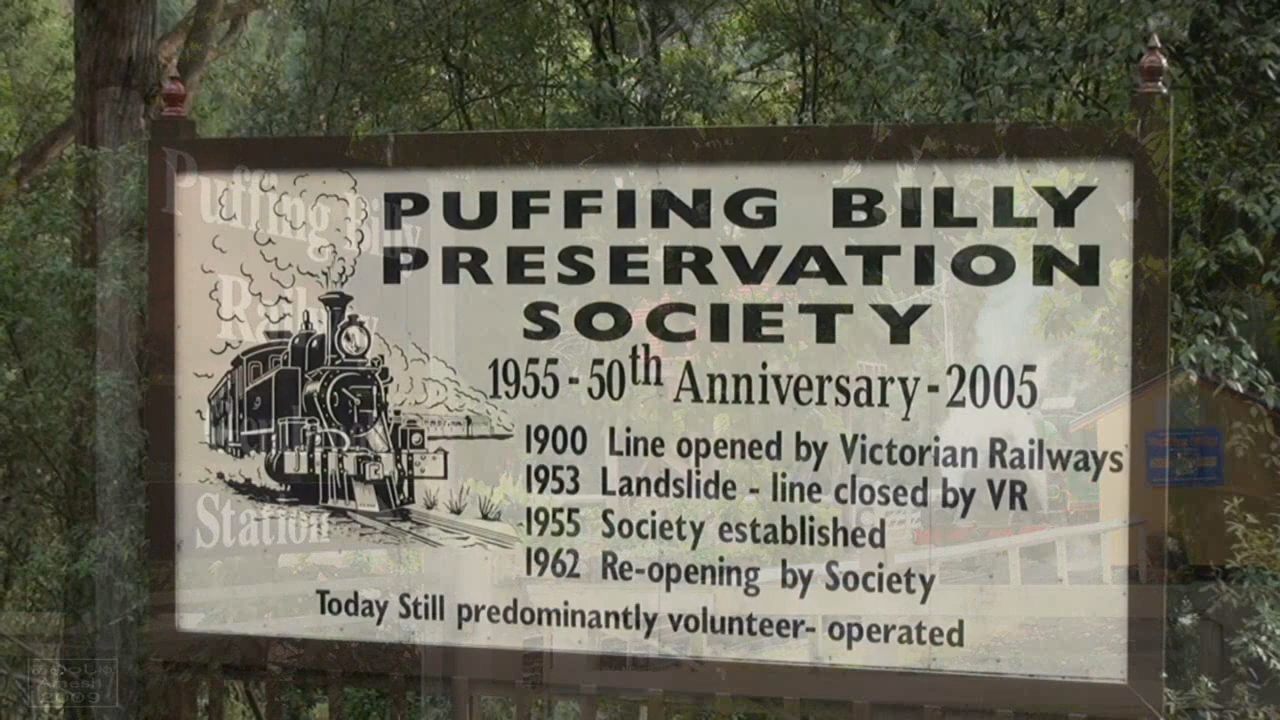 PUFFING BILLY
PRESERVATION
SOCIETY
1955 - 50th Anniversary - 2005
1900 Line opened by Victorian Railways
1953 Landslide - line closed by VR
1955 Society established
1962 Re-opening by Society
Today Still predominantly volunteer- operated
Puffing Billy
Railway
Station
2009